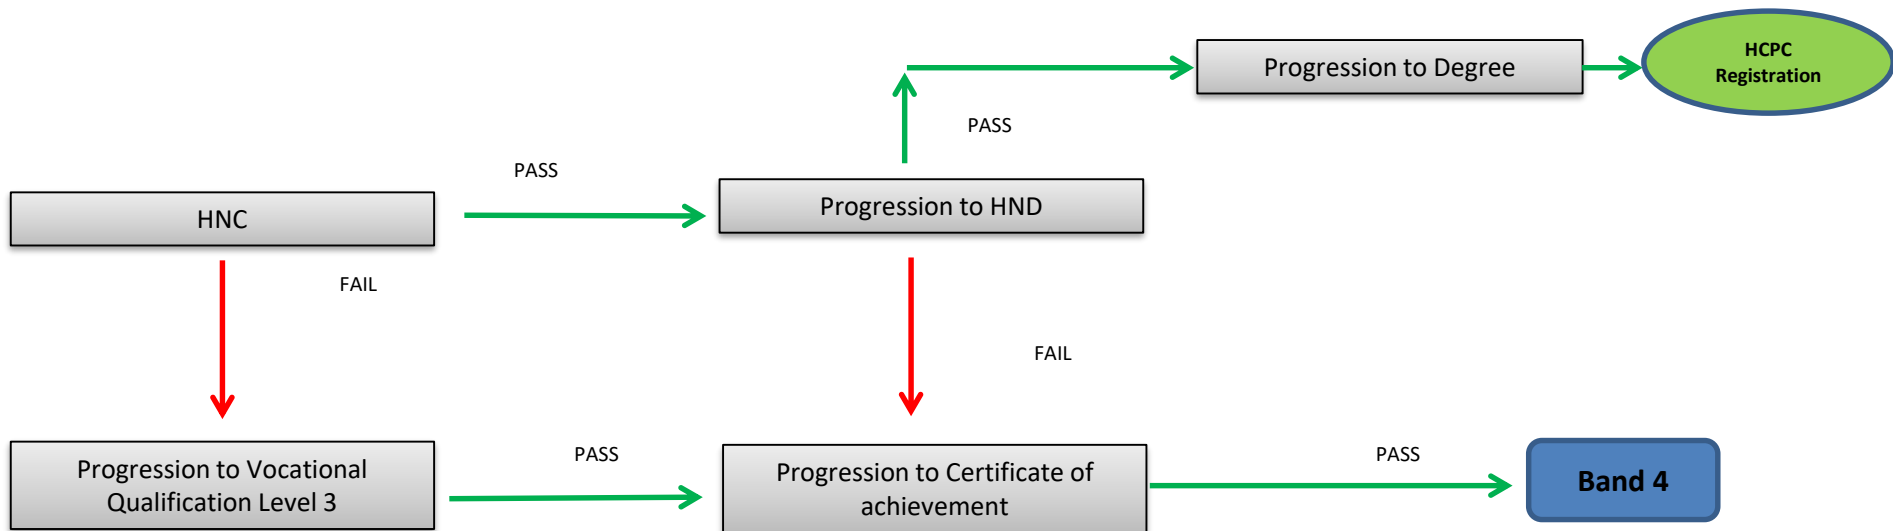 Progression to Degree
HCPC
Registration
PASS
PASS
HNC
Progression to HND
FAIL
FAIL
Progression to Vocational
Qualification Level 3
PASS
Progression to Certificate of
achievement
PASS
Band 4